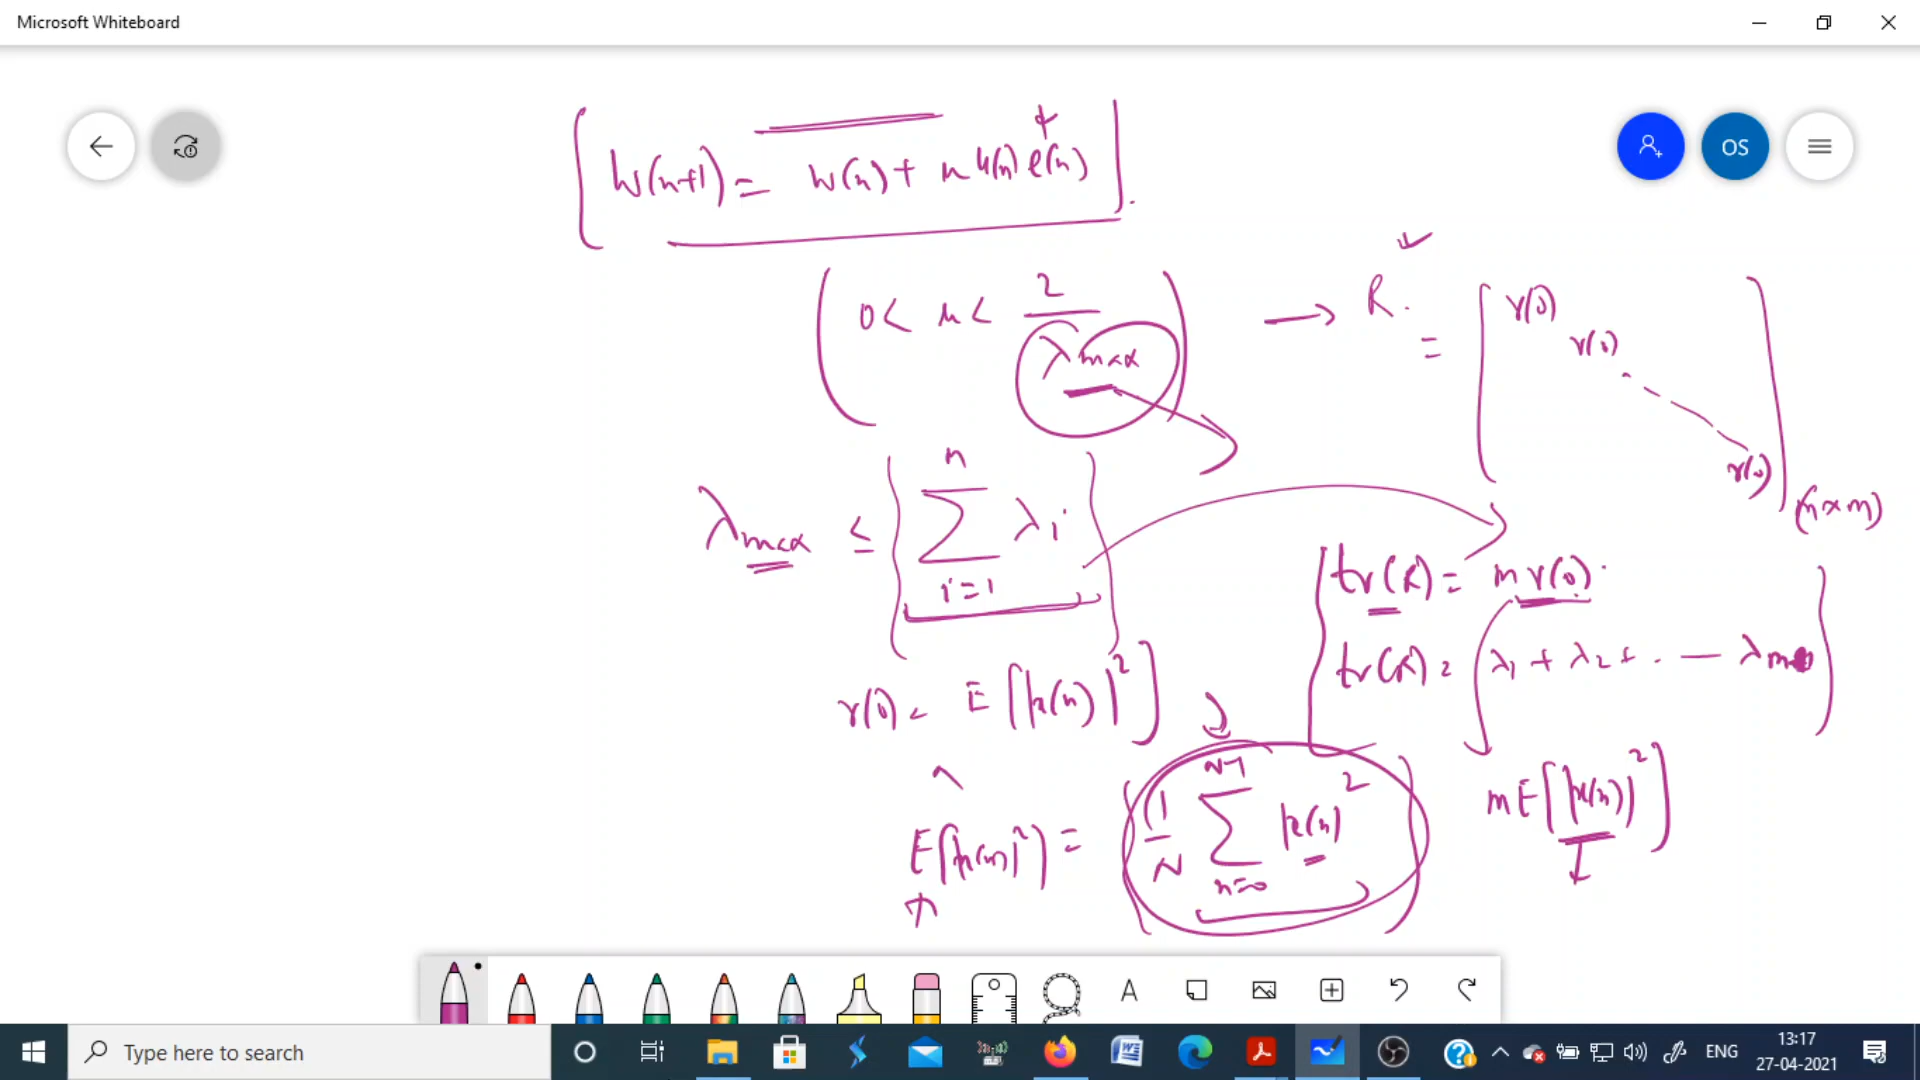 Microsoft Whiteboard
W(n+1) = w(n) + μ u(n) e*(n)
OS
0 < μ < 2 / λmax → R. = [ r(0) r(0) - - - r(0) ] (m×m)
λmax ≤ { n ∑ i=1 λi }
tr(R) = m r(0).
tr(R) = λ1 + λ2 + . — λm
r(0) = E[|x(n)|²]
m E[|x(n)|²]
Ê[|x(n)|²] = (1/N N-1 ∑ n=0 |x(n)|²)
A
Type here to search
ENG
13:17
27-04-2021